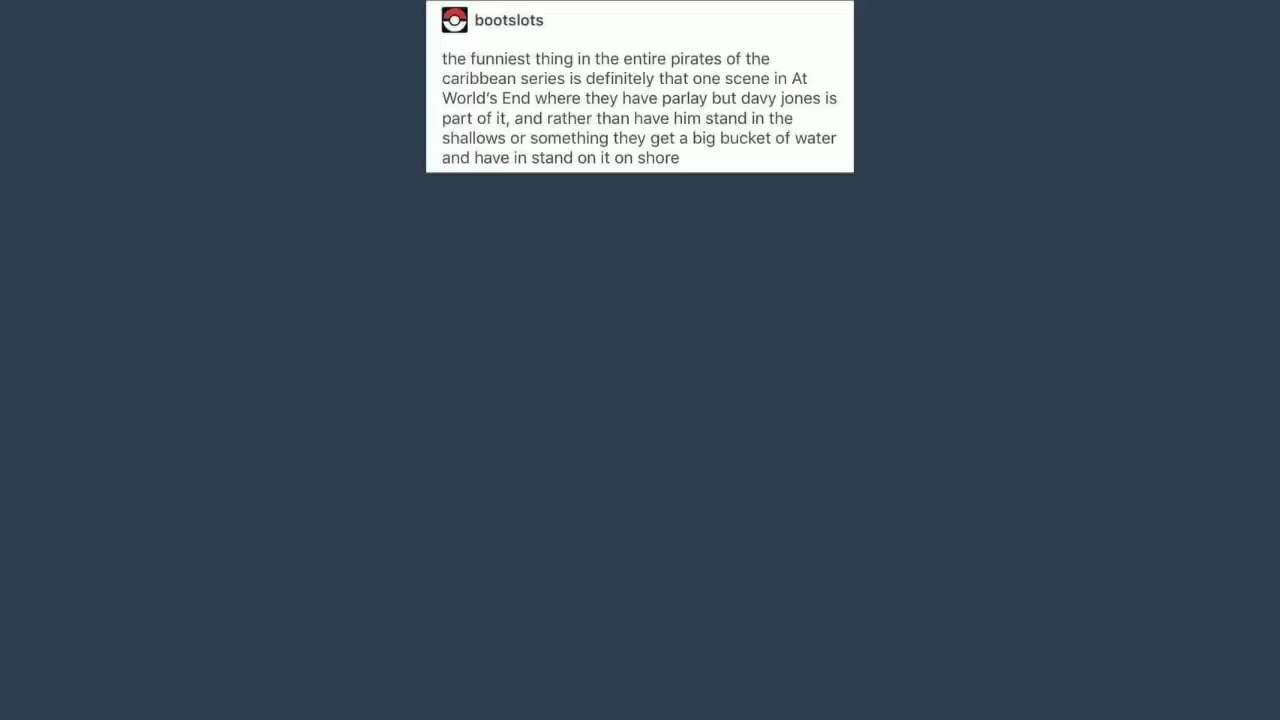 bootslots
the funniest thing in the entire pirates of the
caribbean series is definitely that one scene in At
World's End where they have parlay but davy jones is
part of it, and rather than have him stand in the
shallows or something they get a big bucket of water
and have in stand on it on shore